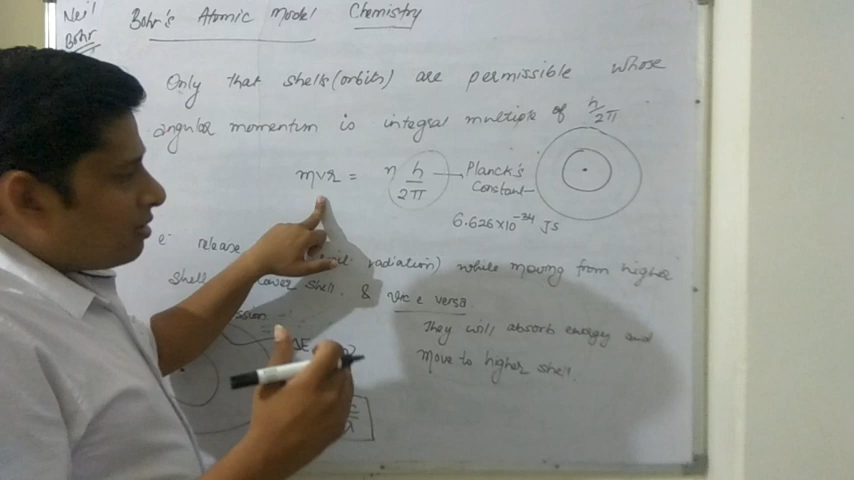 Neil Bohr
Bohr's Atomic Model Chemistry
Only that shells (orbits) are permissible whose
angular momentum is integral multiple of h/2π
mvr = n h/2π → Planck's Constant
6.626×10⁻³⁴ Js
e⁻ release radiation) while moving from higher
shell lower shell & vice versa.
They will absorb energy and
move to higher shell.
ΔE